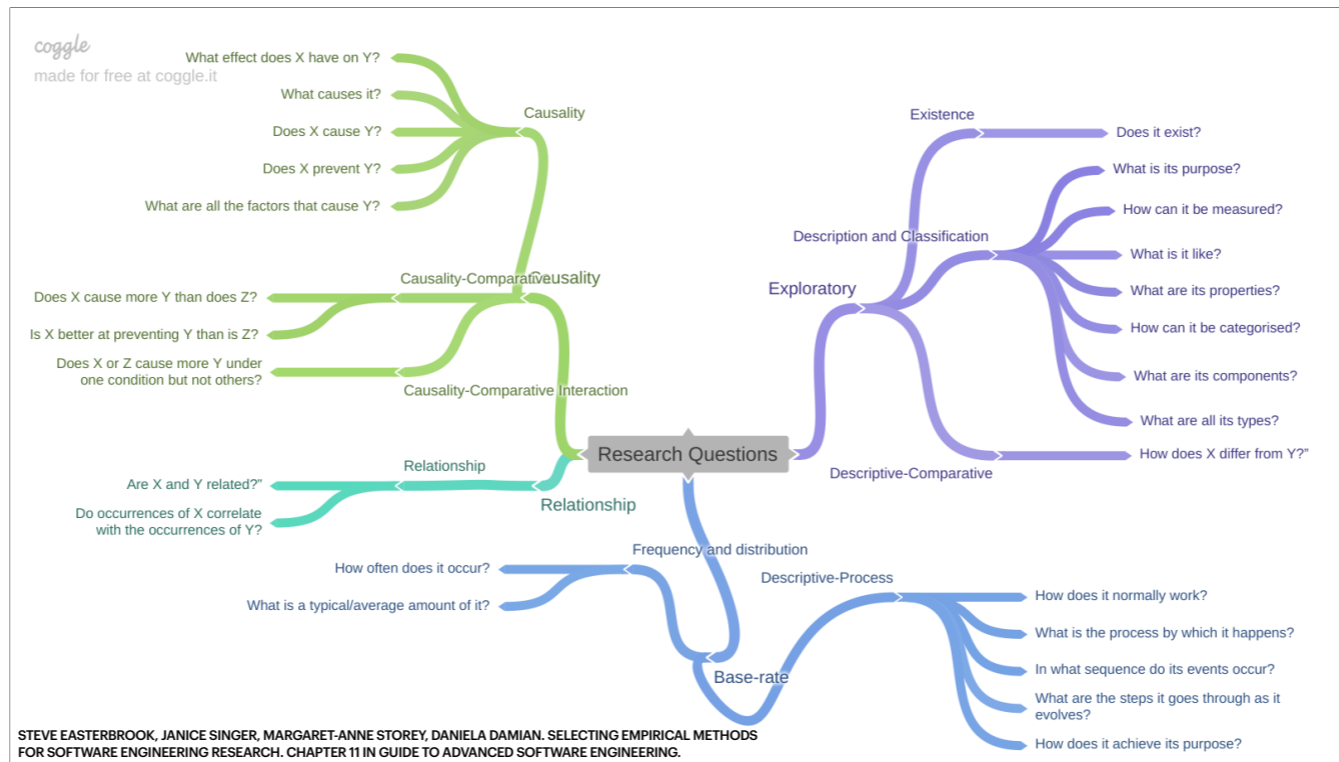 coggle
made for free at coggle.it
What effect does X have on Y?
What causes it?
Does X cause Y?
Does X prevent Y?
What are all the factors that cause Y?
Causality
Causality-Comparative
Causality
Does X cause more Y than does Z?
Is X better at preventing Y than is Z?
Does X or Z cause more Y under
one condition but not others?
Causality-Comparative Interaction
Relationship
Are X and Y related?”
Do occurrences of X correlate
with the occurrences of Y?
Relationship
Research Questions
Exploratory
Existence
Does it exist?
Description and Classification
What is its purpose?
How can it be measured?
What is it like?
What are its properties?
How can it be categorised?
What are its components?
What are all its types?
Descriptive-Comparative
How does X differ from Y?”
Frequency and distribution
How often does it occur?
What is a typical/average amount of it?
Base-rate
Descriptive-Process
How does it normally work?
What is the process by which it happens?
In what sequence do its events occur?
What are the steps it goes through as it
evolves?
How does it achieve its purpose?
STEVE EASTERBROOK, JANICE SINGER, MARGARET-ANNE STOREY, DANIELA DAMIAN. SELECTING EMPIRICAL METHODS
FOR SOFTWARE ENGINEERING RESEARCH. CHAPTER 11 IN GUIDE TO ADVANCED SOFTWARE ENGINEERING.